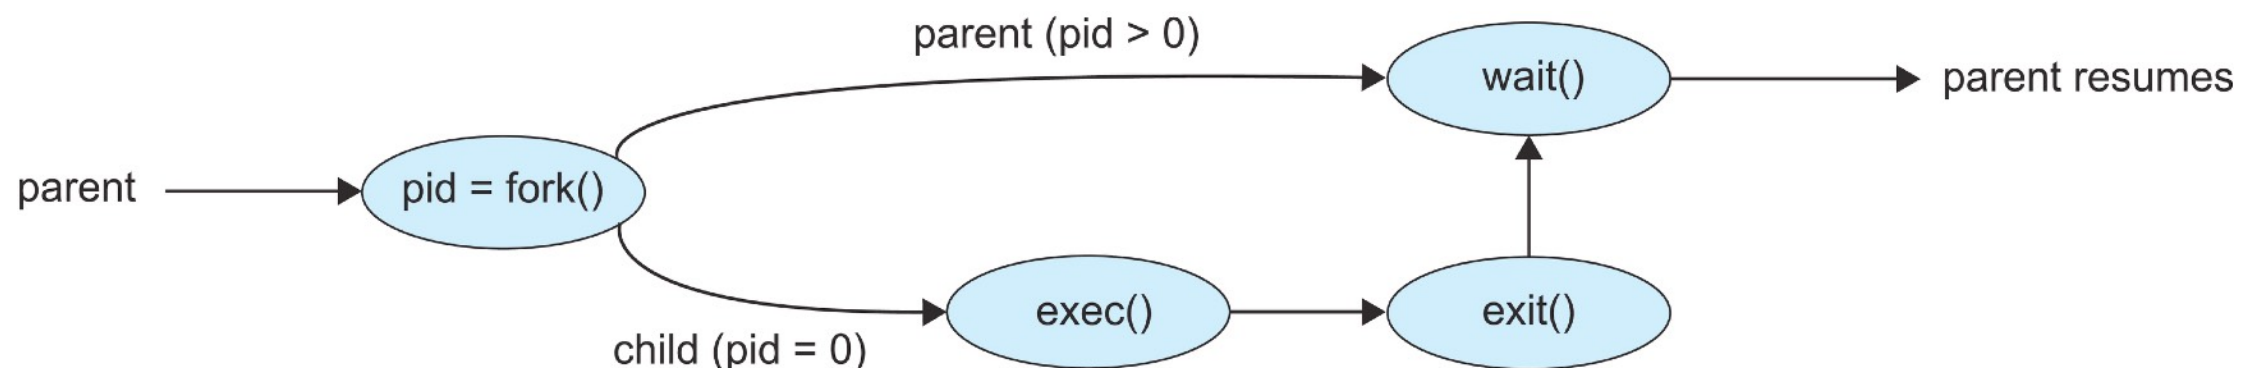 parent (pid > 0)
wait()
parent resumes
parent
pid = fork()
exec()
exit()
child (pid = 0)